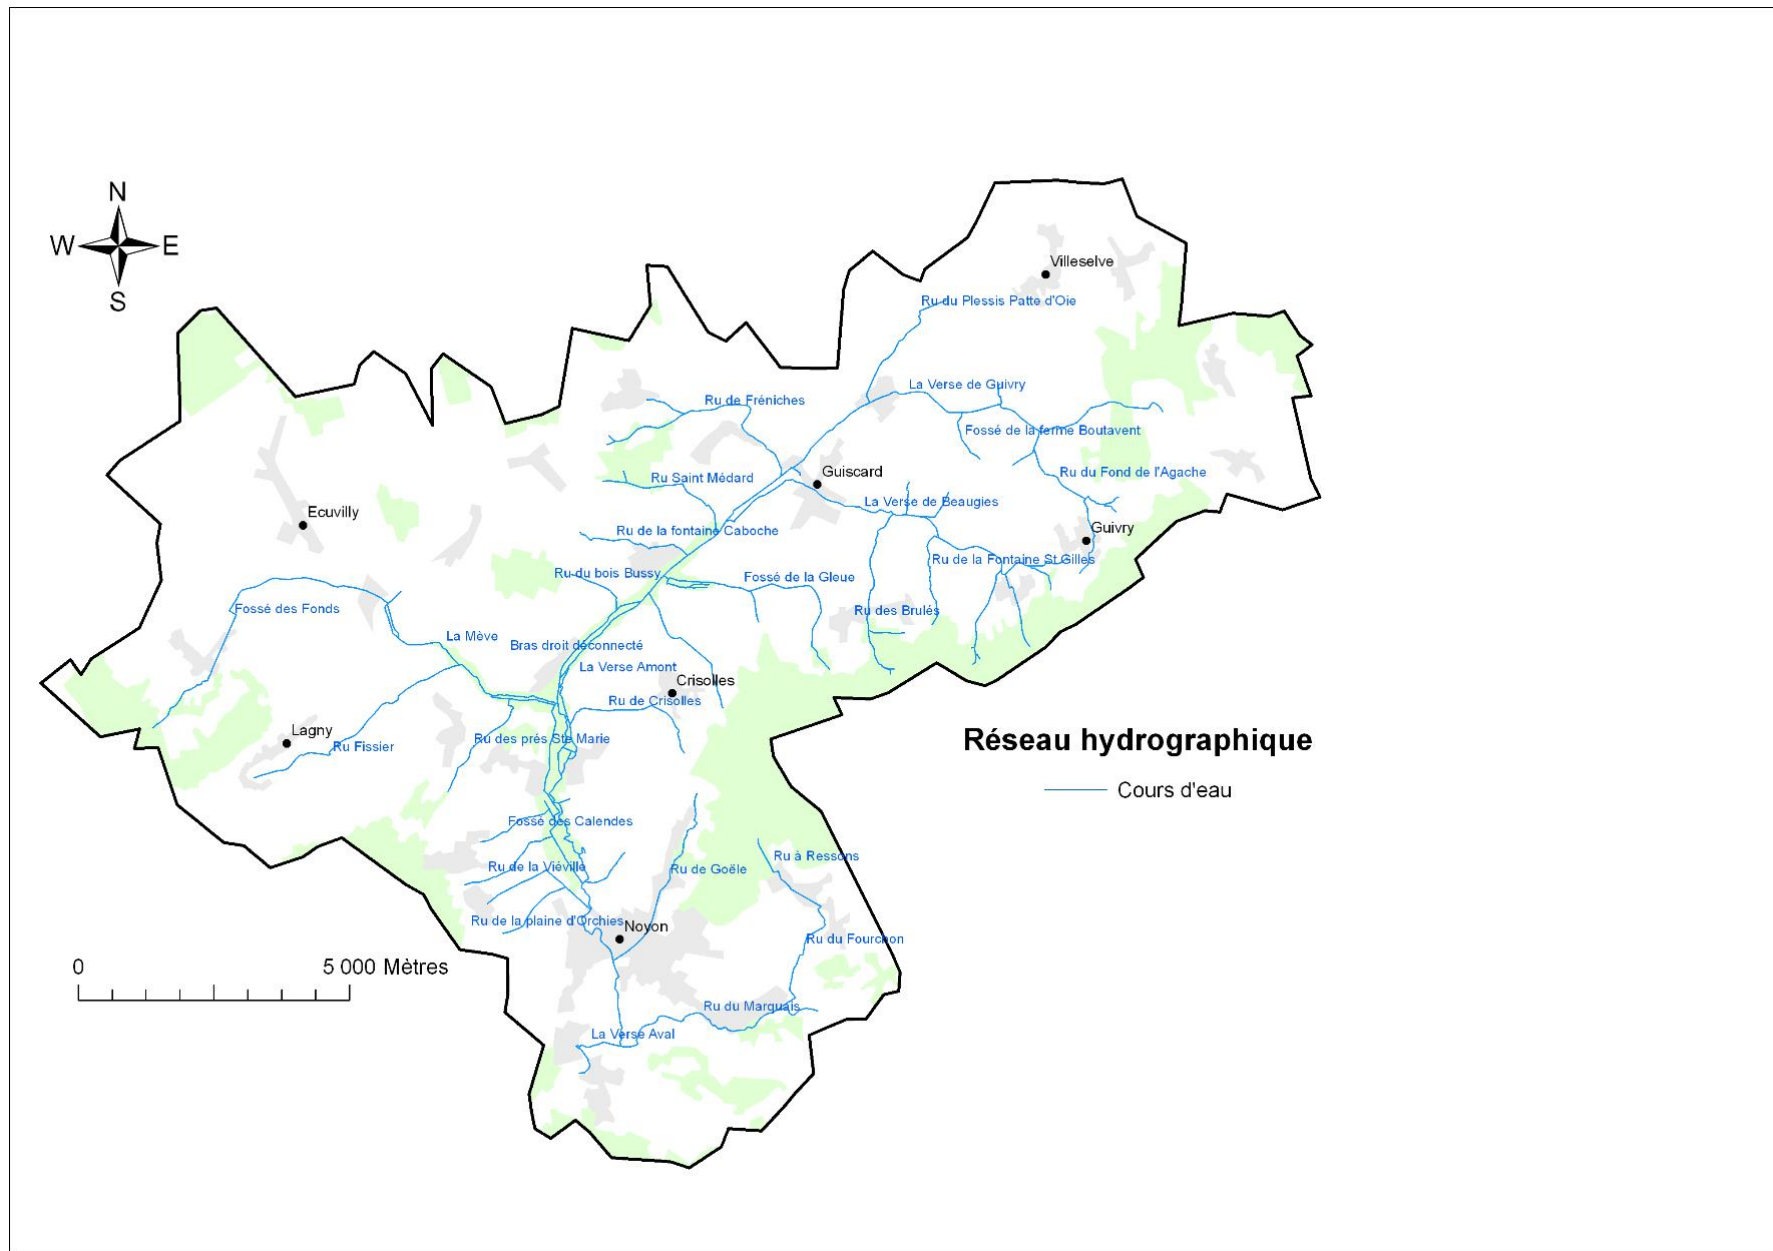 N
W E
S
Villeselve
Ru du Plessis Patte d'Oie
La Verse de Guivry
Ru de Fréniches
Fossé de la ferme Boutavent
Ru du Fond de l'Agache
Guiscard
Ru Saint Médard
La Verse de Beaugies
Ecuvilly
Guivry
Ru de la fontaine Caboche
Ru de la Fontaine St Gilles
Ru du bois Bussy
Fossé de la Gleue
Fossé des Fonds
Ru des Brulés
La Mève
Bras droit déconnecté
La Verse Amont
Crisolles
Ru de Crisolles
Lagny
Ru Fissier
Ru des prés Ste Marie
Réseau hydrographique
Cours d'eau
Fossé des Calendes
Ru à Ressons
Ru de la Viéville
Ru de Goële
Ru de la plaine d'Orchies
Noyon
Ru du Fourchon
0 5 000 Mètres
Ru du Marquais
La Verse Aval